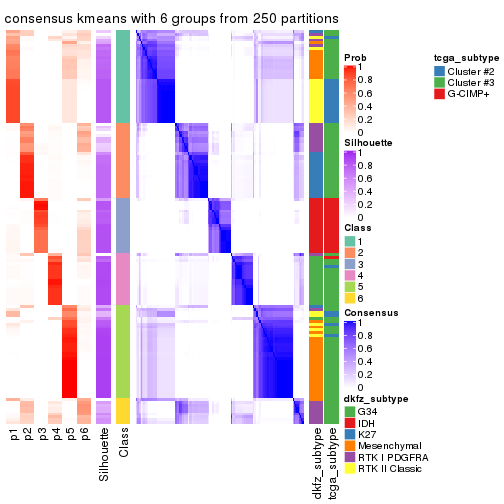 consensus kmeans with 6 groups from 250 partitions
Prob
1
0.8
0.6
0.4
0.2
0
Silhouette
1
0.8
0.6
0.4
0.2
0
Class
1
2
3
4
5
6
Consensus
1
0.8
0.6
0.4
0.2
0
dkfz_subtype
G34
IDH
K27
Mesenchymal
RTK I PDGFRA
RTK II Classic
tcga_subtype
Cluster #2
Cluster #3
G-CIMP+
p1
p2
p3
p4
p5
p6
Silhouette
Class
dkfz_subtype
tcga_subtype